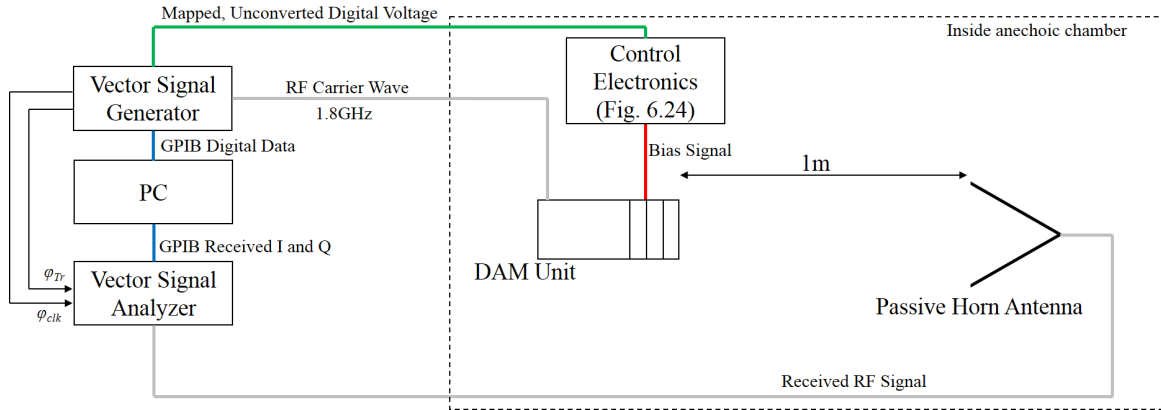 Mapped, Unconverted Digital Voltage
Inside anechoic chamber
Vector Signal
Generator
RF Carrier Wave
1.8GHz
Control
Electronics
(Fig. 6.24)
GPIB Digital Data
Bias Signal
PC
1m
GPIB Received I and Q
φTr
φclk
Vector Signal
Analyzer
DAM Unit
Passive Horn Antenna
Received RF Signal